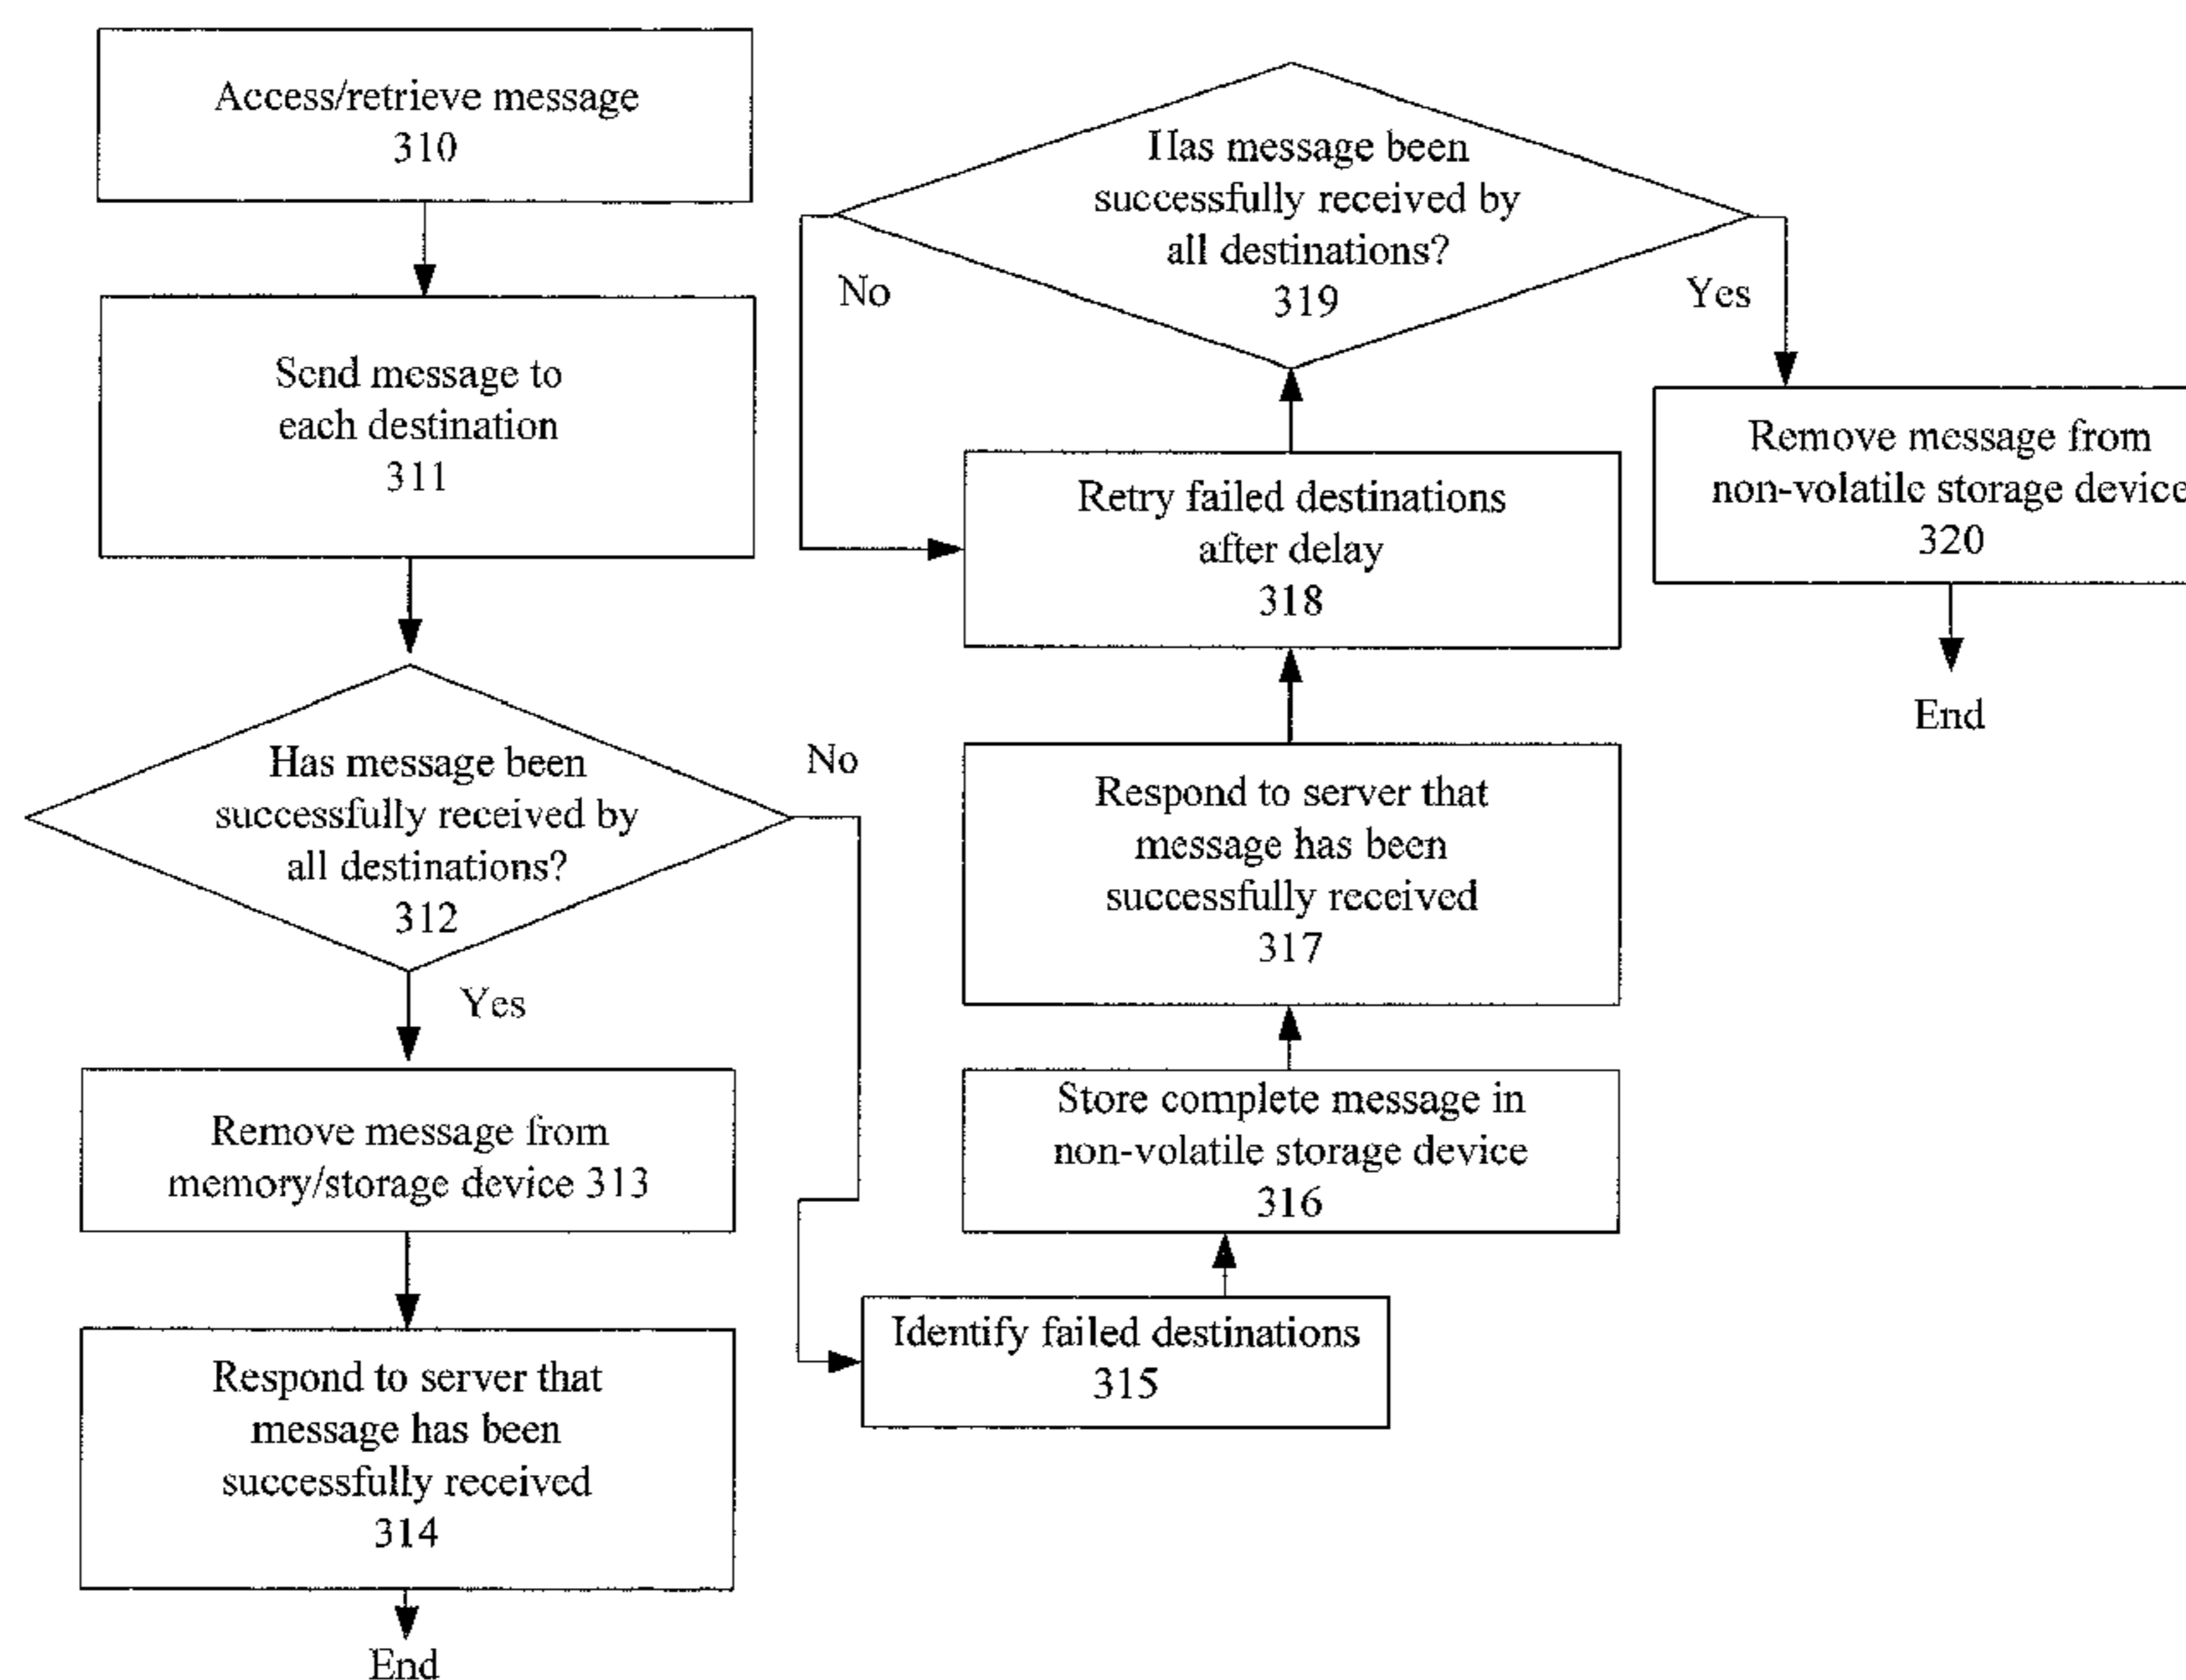 Access/retrieve message
310
Send message to
each destination
311
Has message been
successfully received by
all destinations?
312
No
Yes
Remove message from
memory/storage device 313
Respond to server that
message has been
successfully received
314
End
Identify failed destinations
315
Store complete message in
non-volatile storage device
316
Respond to server that
message has been
successfully received
317
Retry failed destinations
after delay
318
Has message been
successfully received by
all destinations?
319
No
Yes
Remove message from
non-volatile storage device
320
End